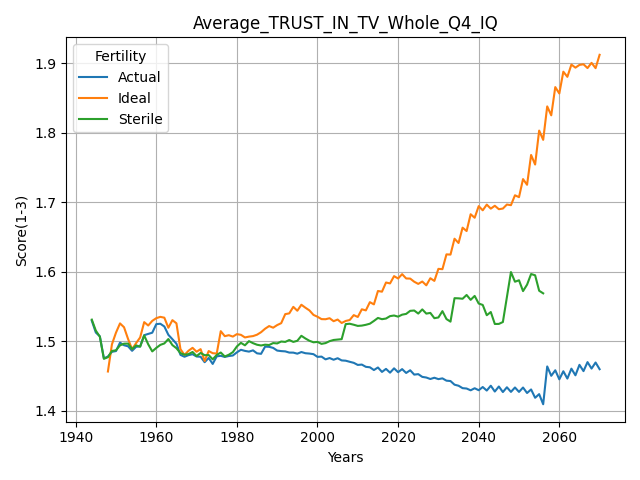 Average_TRUST_IN_TV_Whole_Q4_IQ
Fertility
Actual
Ideal
Sterile
Score(1-3)
1.9
1.8
1.7
1.6
1.5
1.4
1940
1960
1980
2000
2020
2040
2060
Years